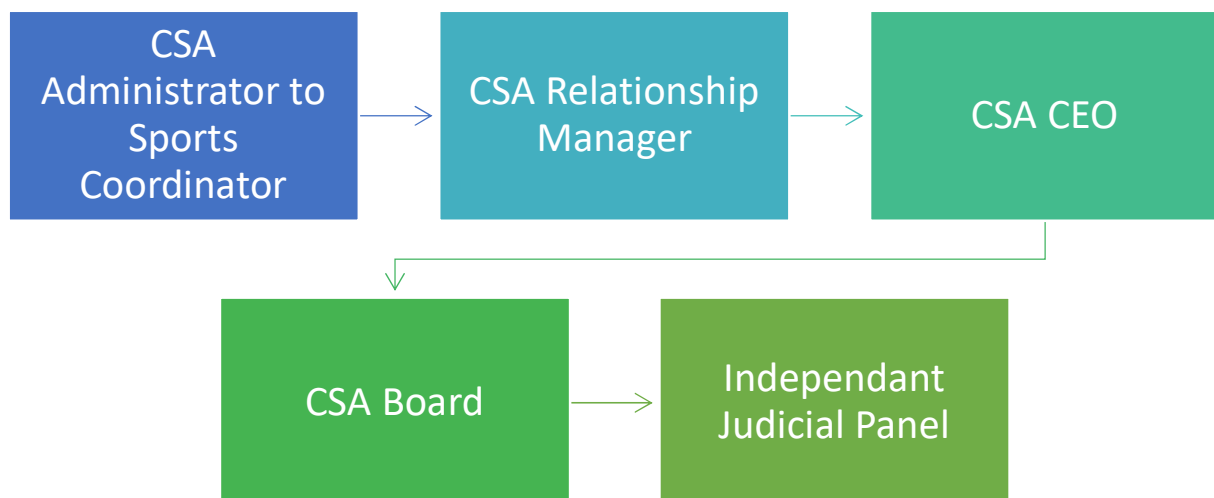 CSA
Administrator to
Sports
Coordinator
CSA Relationship
Manager
CSA CEO
CSA Board
Independant
Judicial Panel